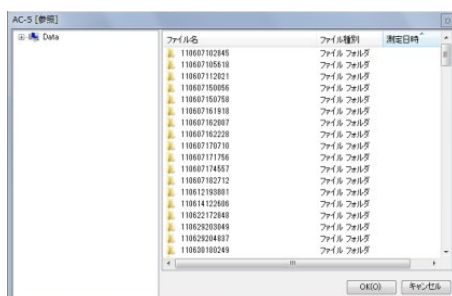 AC-5 [参照]
Data
ファイル名 ファイル種別 測定日時
110607102845 ファイル フォルダ
110607105618 ファイル フォルダ
110607112021 ファイル フォルダ
110607150056 ファイル フォルダ
110607150758 ファイル フォルダ
110607161918 ファイル フォルダ
110607162007 ファイル フォルダ
110607162228 ファイル フォルダ
110607170710 ファイル フォルダ
110607171756 ファイル フォルダ
110607174557 ファイル フォルダ
110607182712 ファイル フォルダ
110612193801 ファイル フォルダ
110614122606 ファイル フォルダ
110622172848 ファイル フォルダ
110629203049 ファイル フォルダ
110629204837 ファイル フォルダ
110630180249 ファイル フォルダ
OK(O) キャンセル